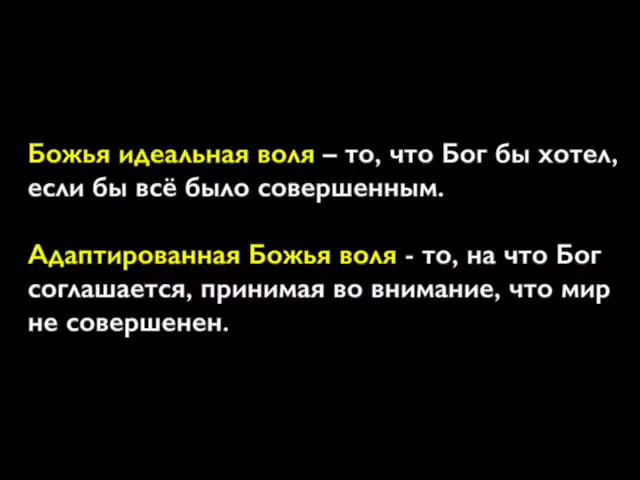 Божья идеальная воля – то, что Бог бы хотел,
если бы всё было совершенным.
Адаптированная Божья воля - то, на что Бог
соглашается, принимая во внимание, что мир
не совершенен.